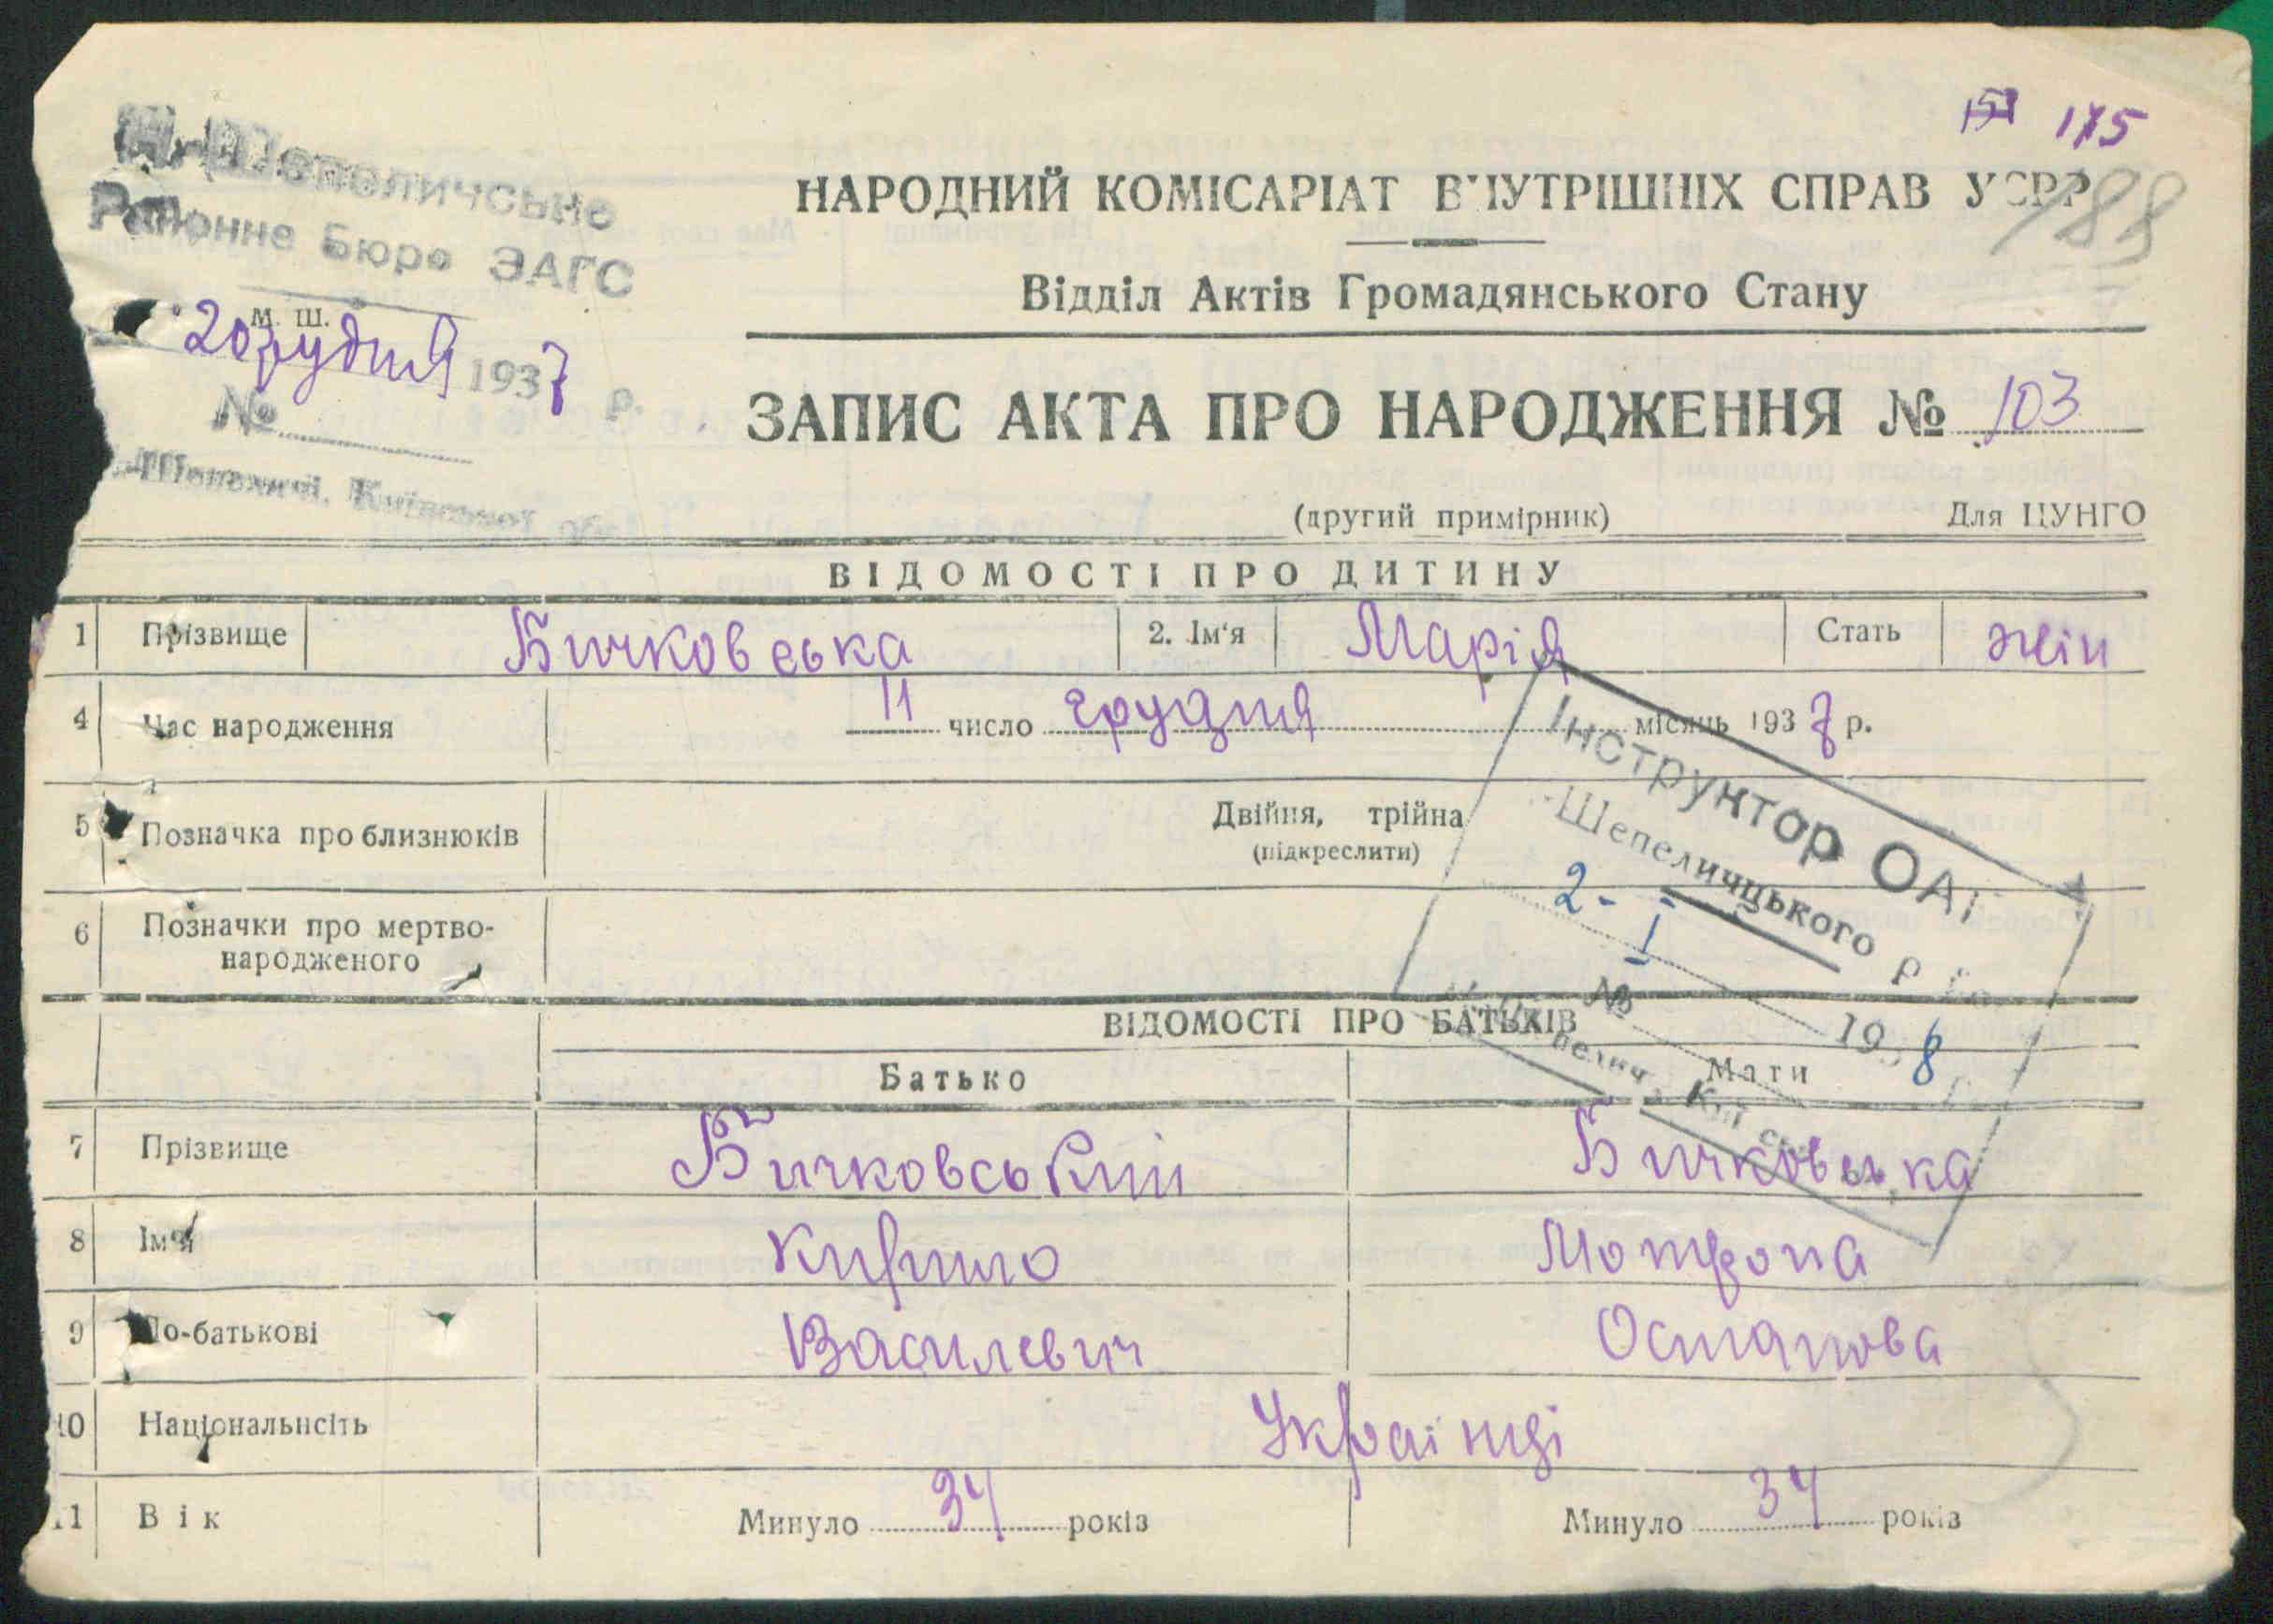 175
188
Н-Шепеличське
Районне Бюро ЗАГС
м. ш.
20 грудня 1937 р.
№
Шепеличі, Київської обл.
НАРОДНИЙ КОМІСАРІАТ ВНУТРІШНІХ СПРАВ УСРР
Відділ Актів Громадянського Стану
ЗАПИС АКТА ПРО НАРОДЖЕННЯ № 103
(другий примірник) Для ЦУНГО
ВІДОМОСТІ ПРО ДИТИНУ
1 Прізвище Бичковська 2. Ім'я Марія Стать жін
4 Час народження 11 число грудня місяць 1937 р.
5 Позначка про близнюків Двійня, трійна
(підкреслити)
6 Позначки про мертво-
народженого
Інструктор ОАГ
Шепеличцького р
2-I 1938
№
ВІДОМОСТІ ПРО БАТЬКІВ
Батько Мати
7 Прізвище Бичковський Бичковська
8 Ім'я Кирило Мотрона
9 По-батькові Василевич Остапова
10 Національнсіть Українці
11 Вік Минуло 34 років Минуло 34 років